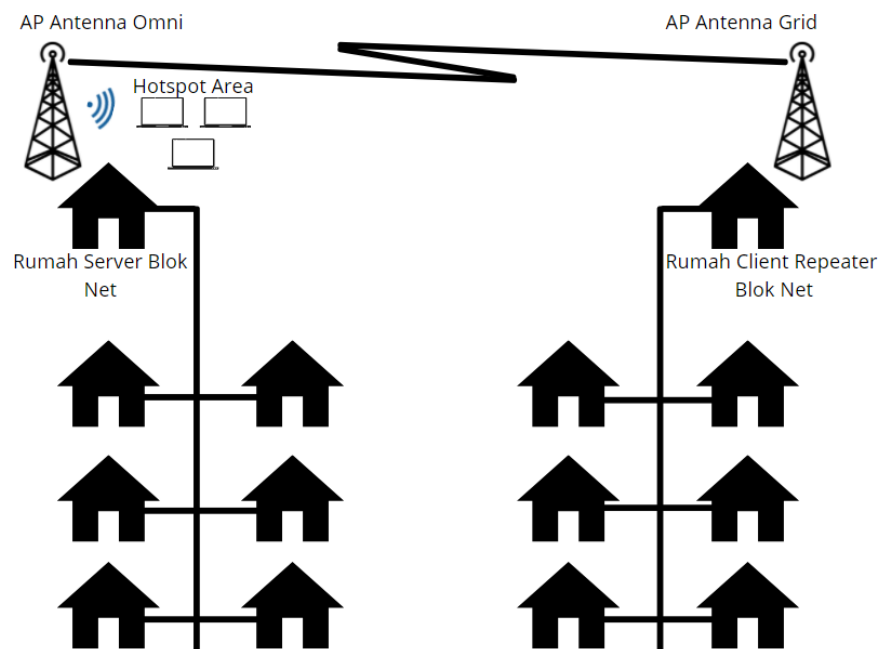 AP Antenna Omni
AP Antenna Grid
Hotspot Area
Rumah Server Blok
Net
Rumah Client Repeater
Blok Net